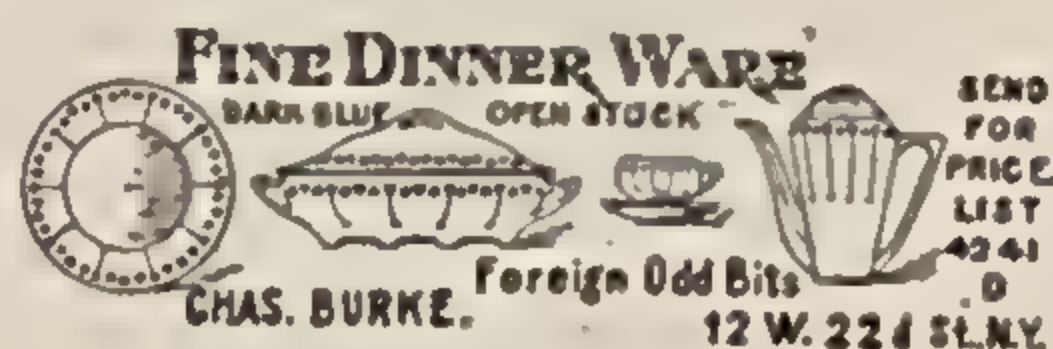 FINE DINNER WARE
DARK BLUE OPEN STOCK
SEND
FOR
PRICE
LIST
4241
D
Foreign Odd Bits
CHAS. BURKE.
12 W. 22d St. N.Y.